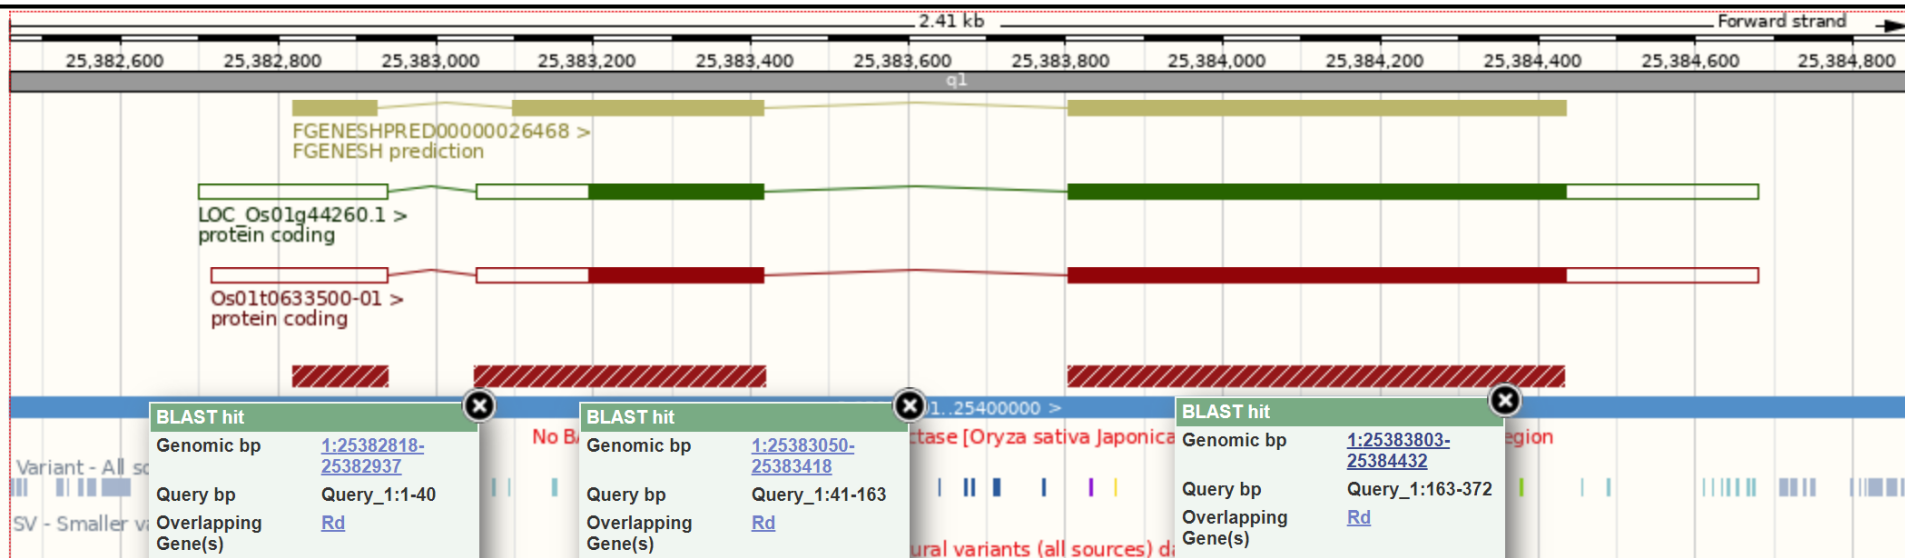 2.41 kb Forward strand
25,382,600 25,382,800 25,383,000 25,383,200 25,383,400 25,383,600 25,383,800 25,384,000 25,384,200 25,384,400 25,384,600 25,384,800
q1
FGENESHPRED00000026468 >
FGENESH prediction
LOC_Os01g44260.1 >
protein coding
Os01t0633500-01 >
protein coding
..25400000 >
BLAST hit
Genomic bp 1:25382818-
25382937
Query bp Query_1:1-40
Overlapping Rd
Gene(s)
BLAST hit
Genomic bp 1:25383050-
25383418
Query bp Query_1:41-163
Overlapping Rd
Gene(s)
BLAST hit
Genomic bp 1:25383803-
25384432
Query bp Query_1:163-372
Overlapping Rd
Gene(s)
No BA ctase [Oryza sativa Japonica egion
Variant - All so
SV - Smaller va
ural variants (all sources) da